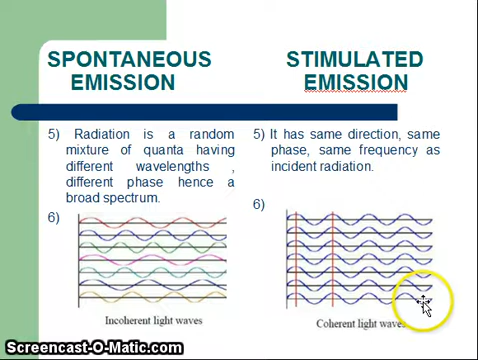 SPONTANEOUS
EMISSION
STIMULATED
EMISSION
5) Radiation is a random
mixture of quanta having
different wavelengths ,
different phase hence a
broad spectrum.
6)
Incoherent light waves
5) It has same direction, same
phase, same frequency as
incident radiation.
6)
Coherent light waves
Screencast-O-Matic.com